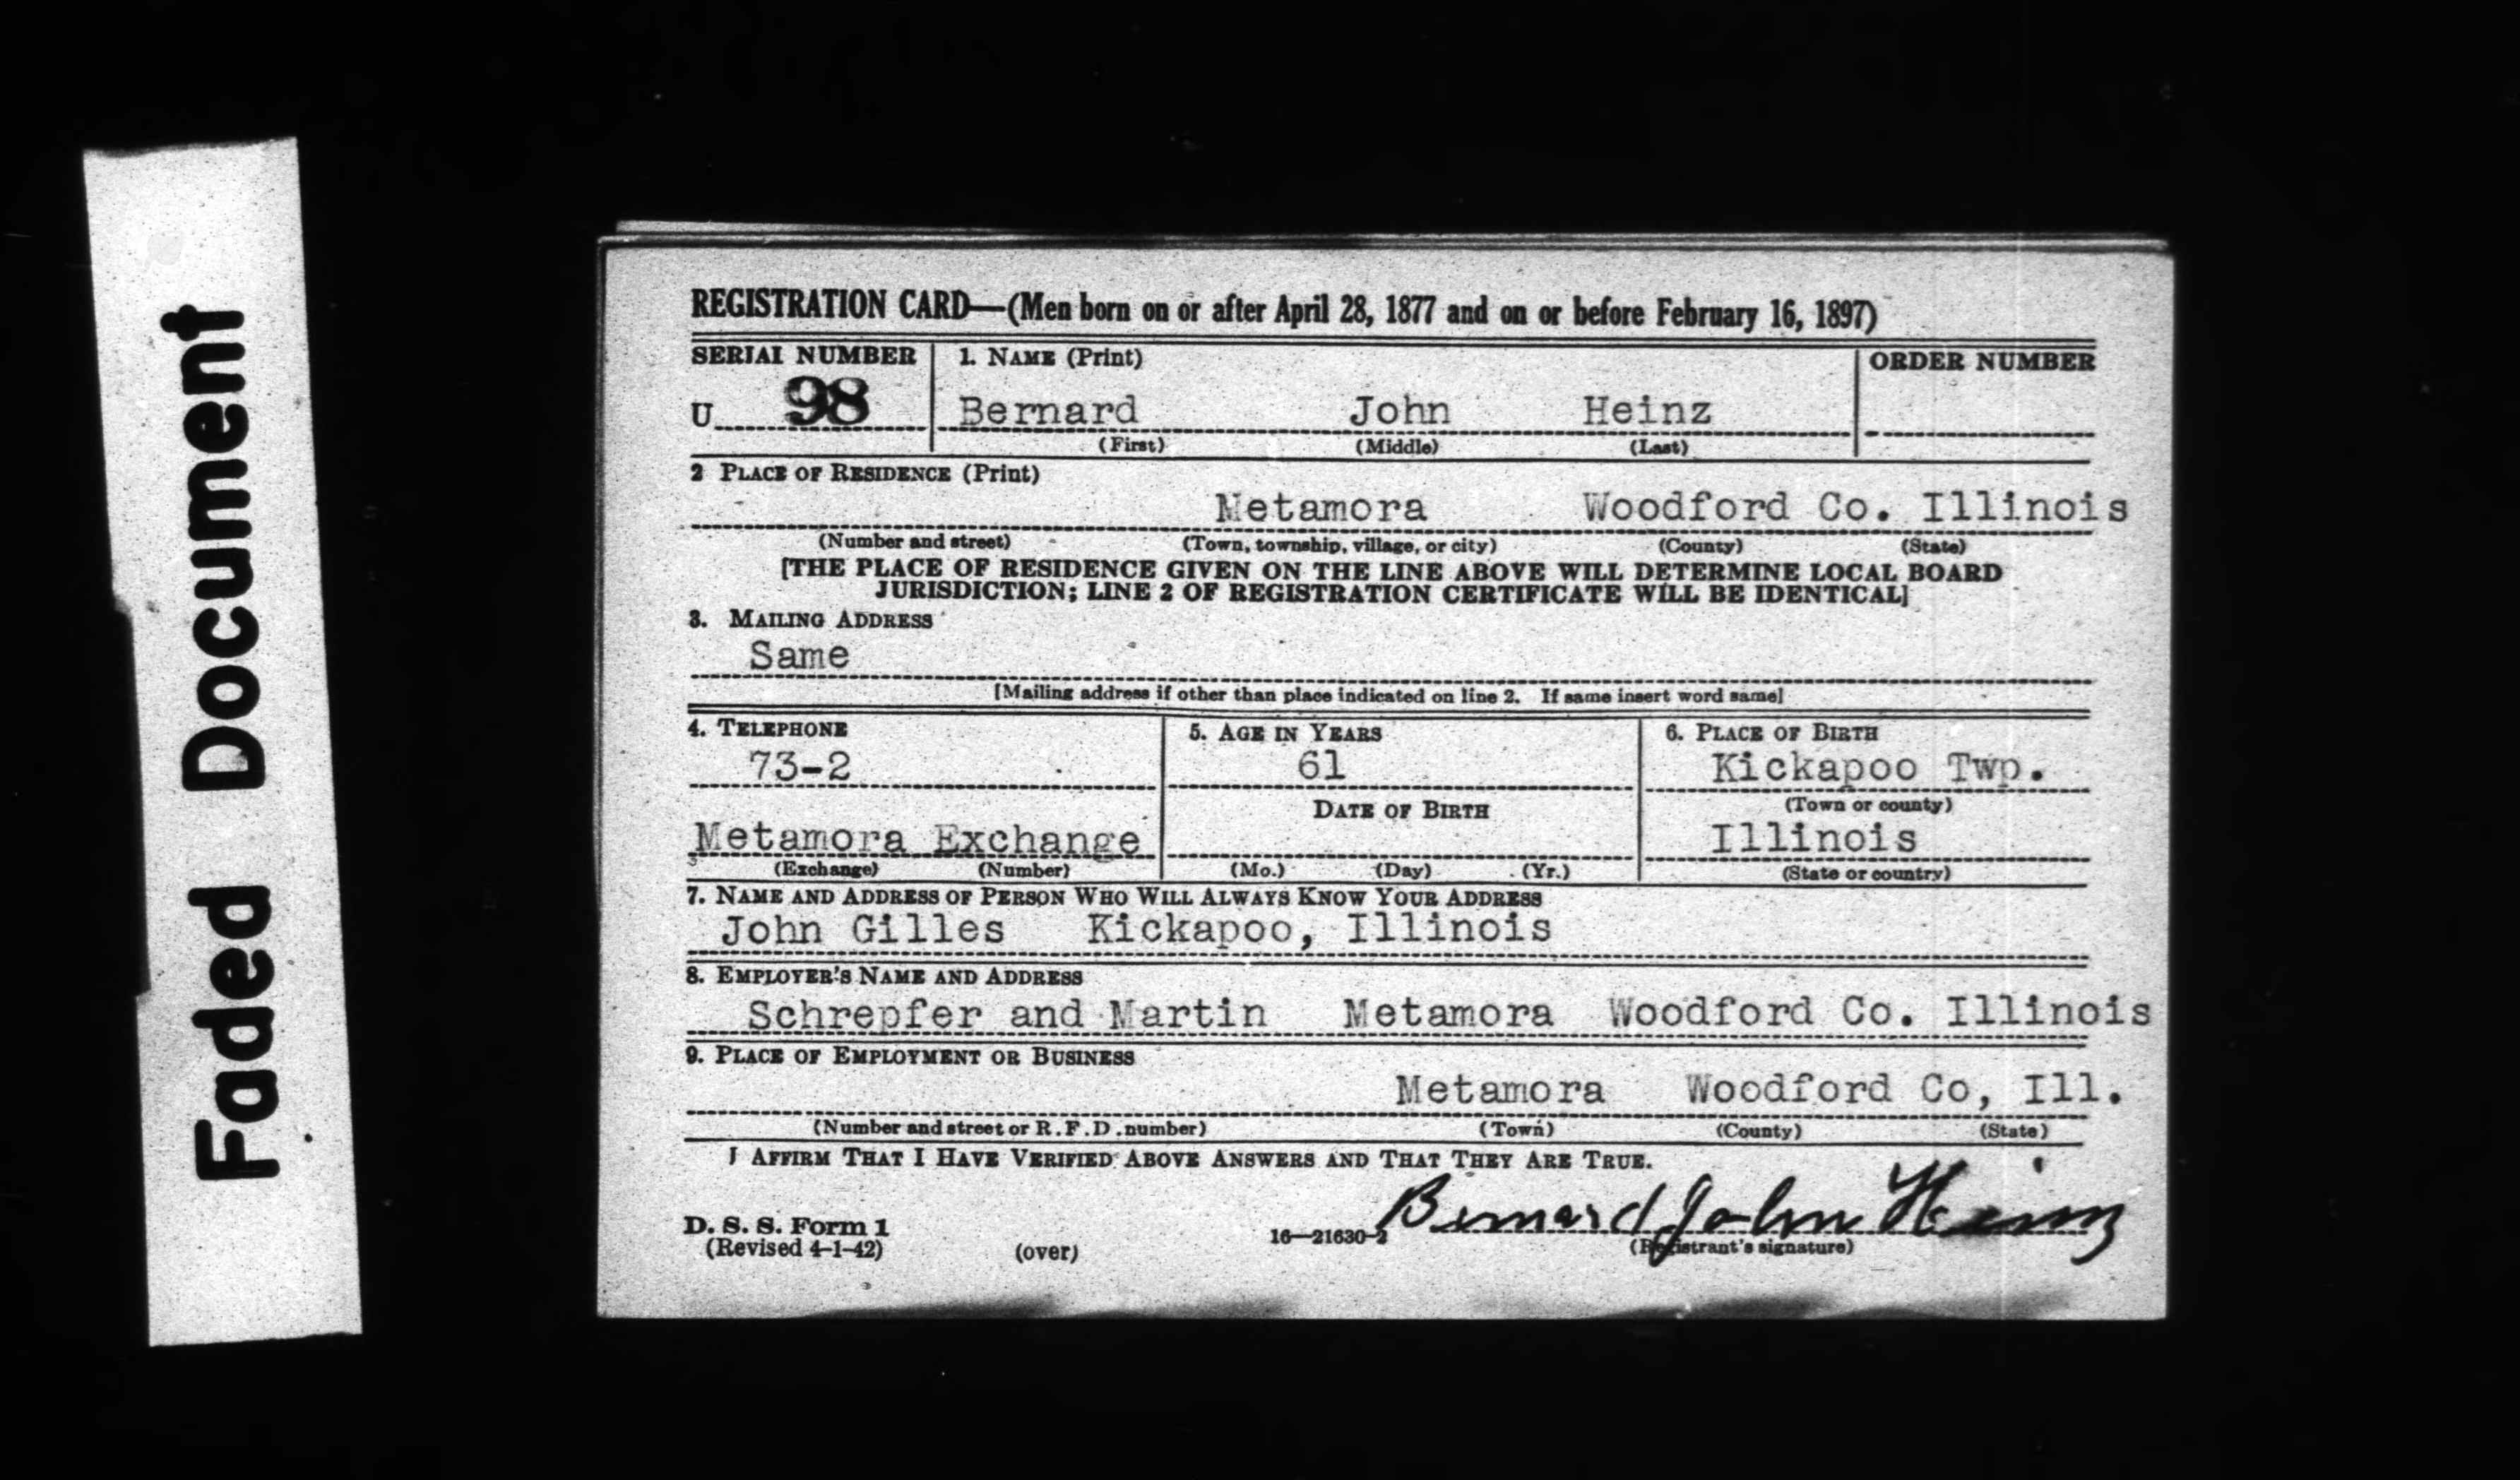 Faded Document
REGISTRATION CARD—(Men born on or after April 28, 1877 and on or before February 16, 1897)
SERIAL NUMBER 1. NAME (Print) ORDER NUMBER
U 98 Bernard John Heinz
(First) (Middle) (Last)
2 PLACE OF RESIDENCE (Print)
Metamora Woodford Co. Illinois
(Number and street) (Town, township, village, or city) (County) (State)
[THE PLACE OF RESIDENCE GIVEN ON THE LINE ABOVE WILL DETERMINE LOCAL BOARD
JURISDICTION; LINE 2 OF REGISTRATION CERTIFICATE WILL BE IDENTICAL]
3. MAILING ADDRESS
Same
[Mailing address if other than place indicated on line 2. If same insert word same]
4. TELEPHONE 5. AGE IN YEARS 6. PLACE OF BIRTH
73-2 61 Kickapoo Twp.
DATE OF BIRTH (Town or county)
Metamora Exchange Illinois
(Exchange) (Number) (Mo.) (Day) (Yr.) (State or country)
7. NAME AND ADDRESS OF PERSON WHO WILL ALWAYS KNOW YOUR ADDRESS
John Gilles Kickapoo, Illinois
8. EMPLOYER'S NAME AND ADDRESS
Schrepfer and Martin Metamora Woodford Co. Illinois
9. PLACE OF EMPLOYMENT OR BUSINESS
Metamora Woodford Co, Ill.
(Number and street or R.F.D. number) (Town) (County) (State)
I AFFIRM THAT I HAVE VERIFIED ABOVE ANSWERS AND THAT THEY ARE TRUE.
Bernard John Heinz
D. S. S. Form 1 16—21630-2 (Registrant's signature)
(Revised 4-1-42) (over)